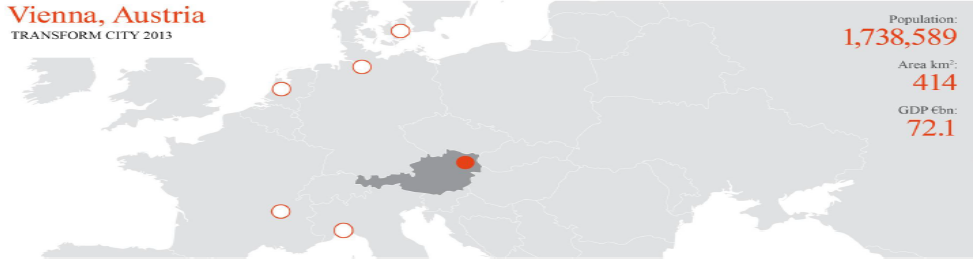 Vienna, Austria
TRANSFORM CITY 2013
Population:
1,738,589
Area km²:
414
GDP €bn:
72.1